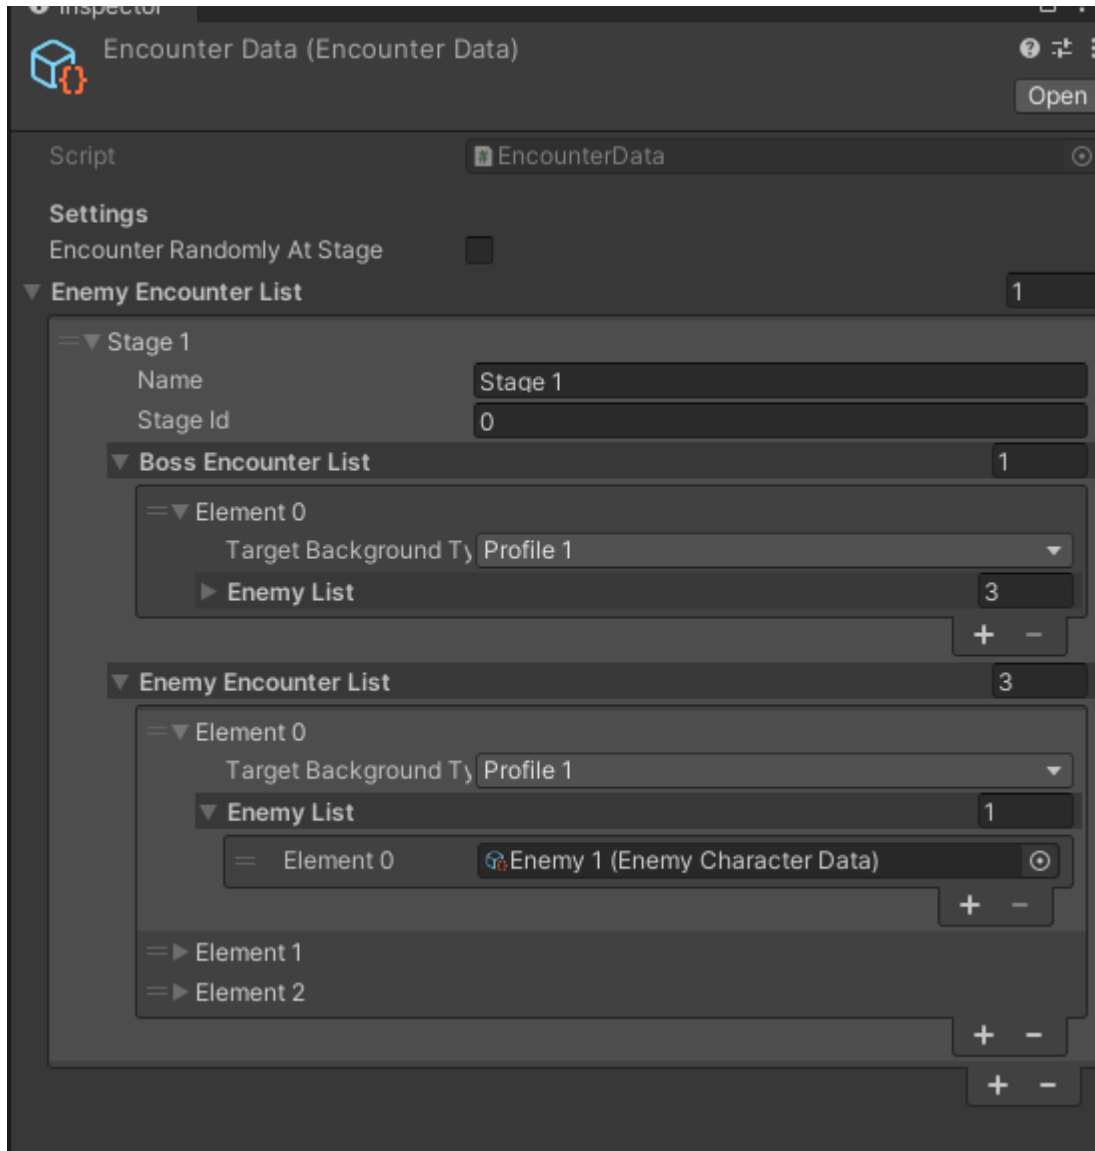 Inspector
Encounter Data (Encounter Data)
Open
Script EncounterData
Settings
Encounter Randomly At Stage
Enemy Encounter List 1
Stage 1
Name Stage 1
Stage Id 0
Boss Encounter List 1
Element 0
Target Background Ty Profile 1
Enemy List 3
Enemy Encounter List 3
Element 0
Target Background Ty Profile 1
Enemy List 1
Element 0 Enemy 1 (Enemy Character Data)
Element 1
Element 2